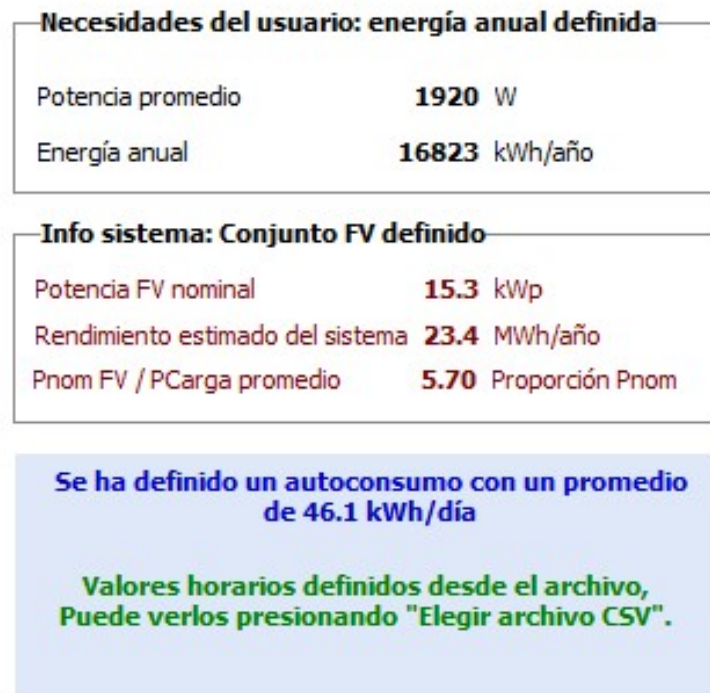 Necesidades del usuario: energía anual definida
Potencia promedio 1920 W
Energía anual 16823 kWh/año
Info sistema: Conjunto FV definido
Potencia FV nominal 15.3 kWp
Rendimiento estimado del sistema 23.4 MWh/año
Pnom FV / PCarga promedio 5.70 Proporción Pnom
Se ha definido un autoconsumo con un promedio
de 46.1 kWh/día
Valores horarios definidos desde el archivo,
Puede verlos presionando "Elegir archivo CSV".